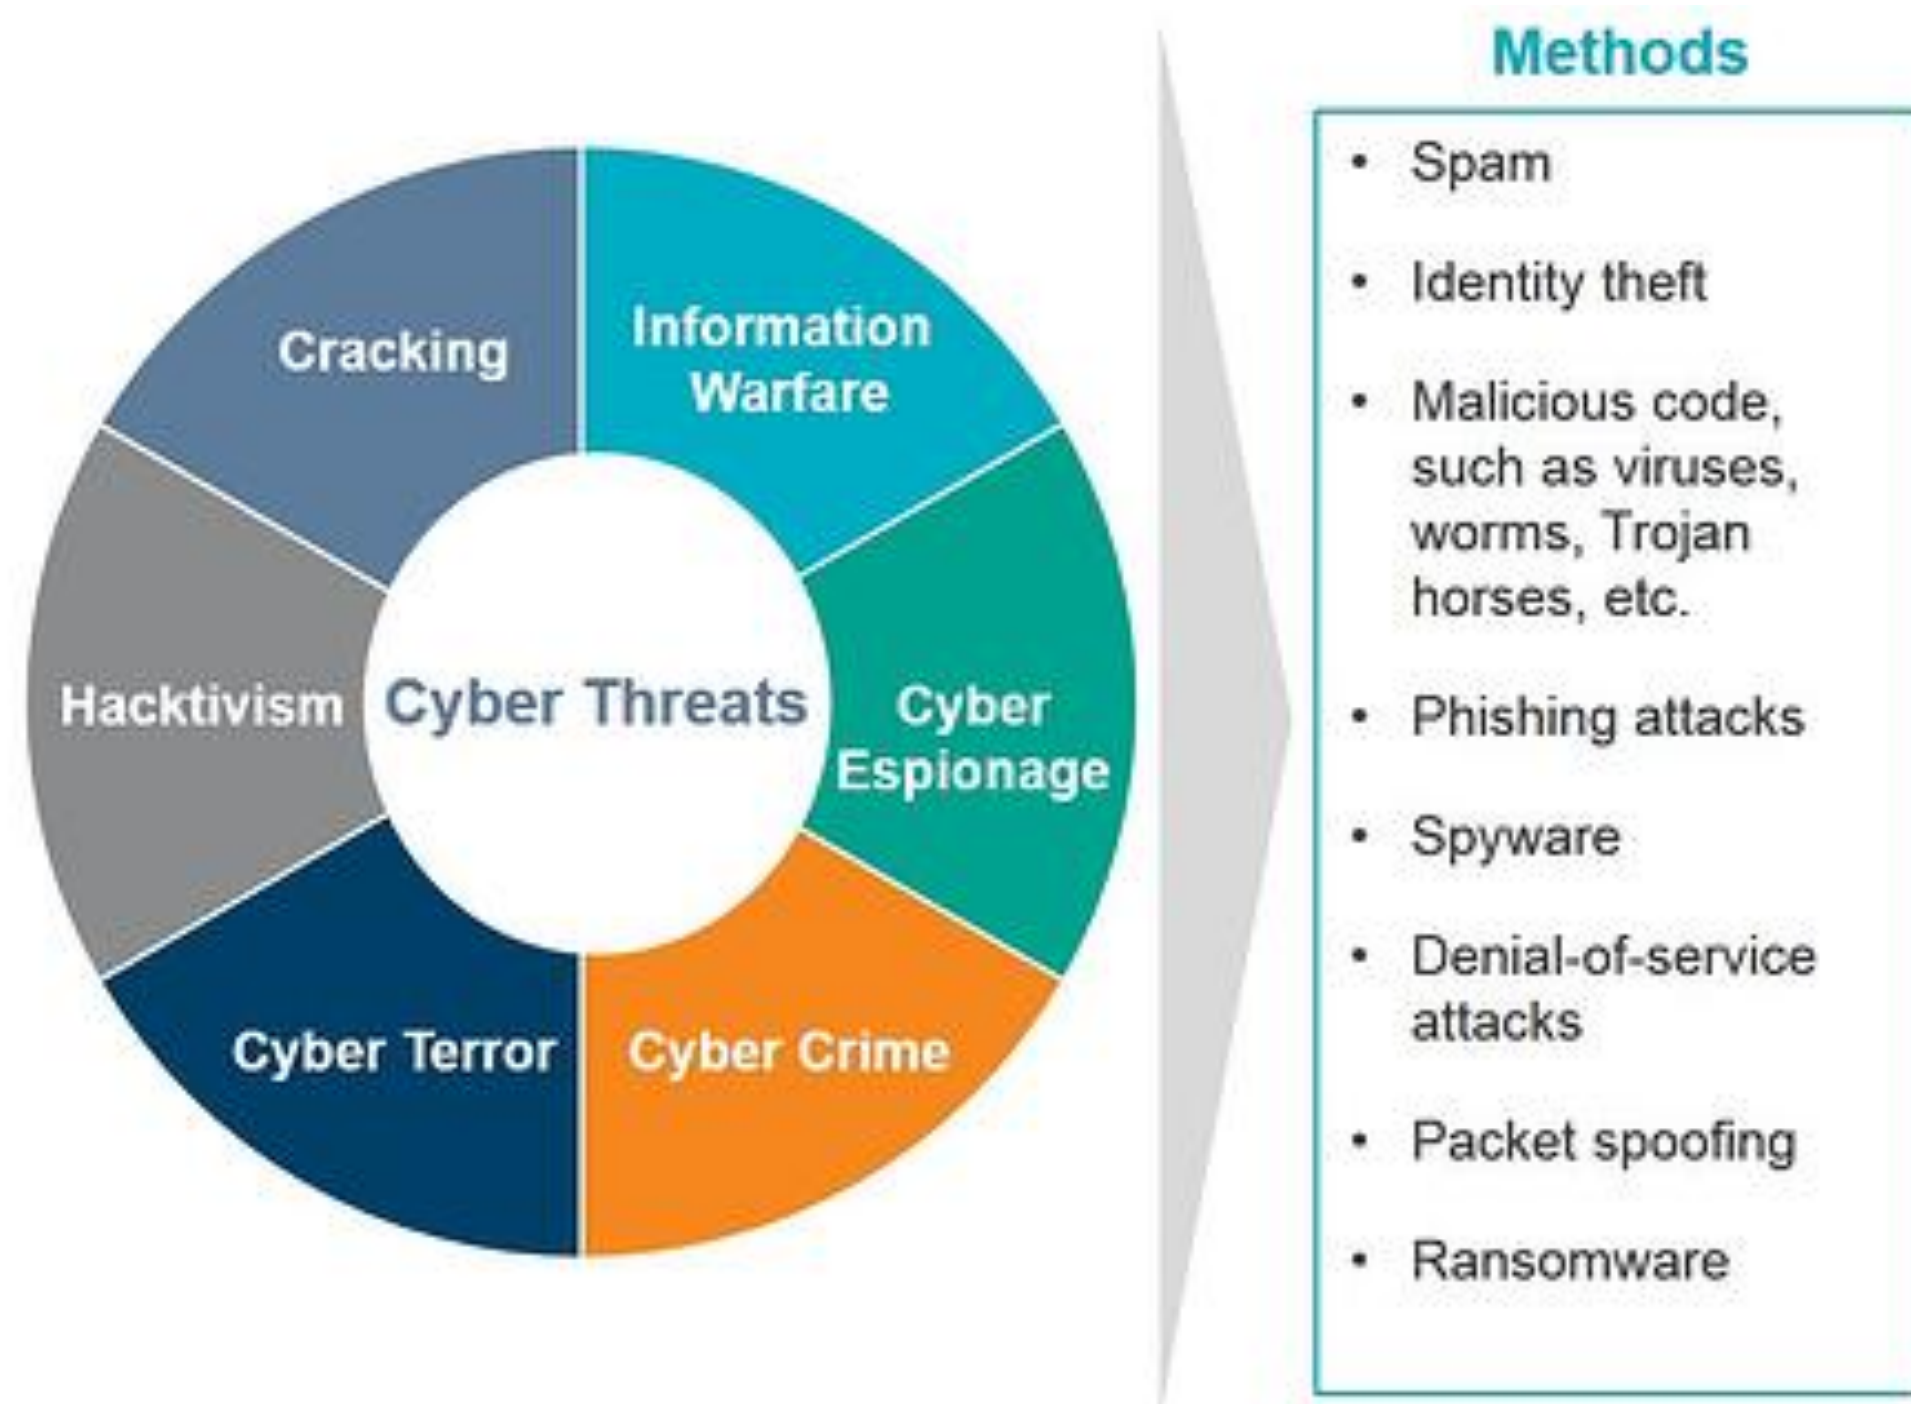 Methods
Cracking
Information
Warfare
Hacktivism
Cyber Threats
Cyber
Espionage
Cyber Terror
Cyber Crime
• Spam
• Identity theft
• Malicious code,
such as viruses,
worms, Trojan
horses, etc.
• Phishing attacks
• Spyware
• Denial-of-service
attacks
• Packet spoofing
• Ransomware